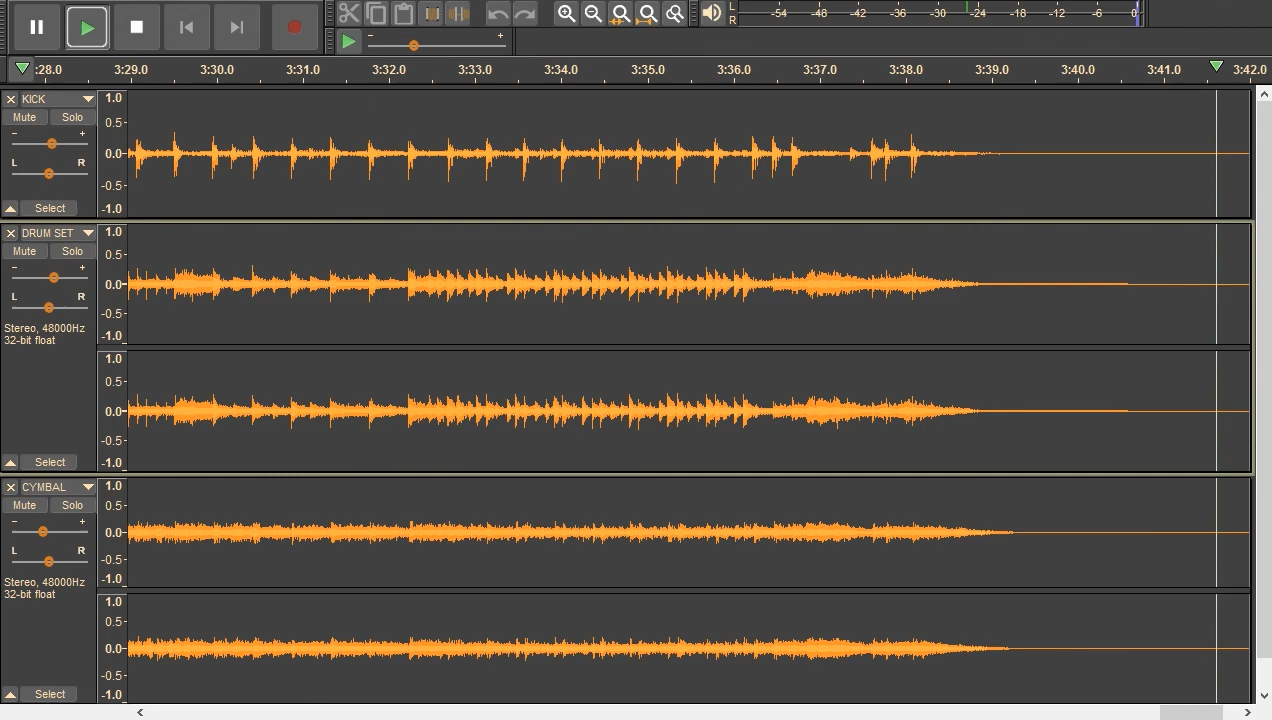 L
R
-54 -48 -42 -36 -30 -24 -18 -12 -6 0
- +
:28.0 3:29.0 3:30.0 3:31.0 3:32.0 3:33.0 3:34.0 3:35.0 3:36.0 3:37.0 3:38.0 3:39.0 3:40.0 3:41.0 3:42.0
KICK 1.0
Mute Solo 0.5
- +
L R 0.0
-0.5
Select -1.0
DRUM SET 1.0
Mute Solo 0.5
- +
L R 0.0
Stereo, 48000Hz -0.5
32-bit float -1.0
1.0
0.5
0.0
-0.5
Select -1.0
CYMBAL 1.0
Mute Solo 0.5
- +
L R 0.0
-0.5
Stereo, 48000Hz -1.0
32-bit float 1.0
0.5
0.0
-0.5
Select -1.0